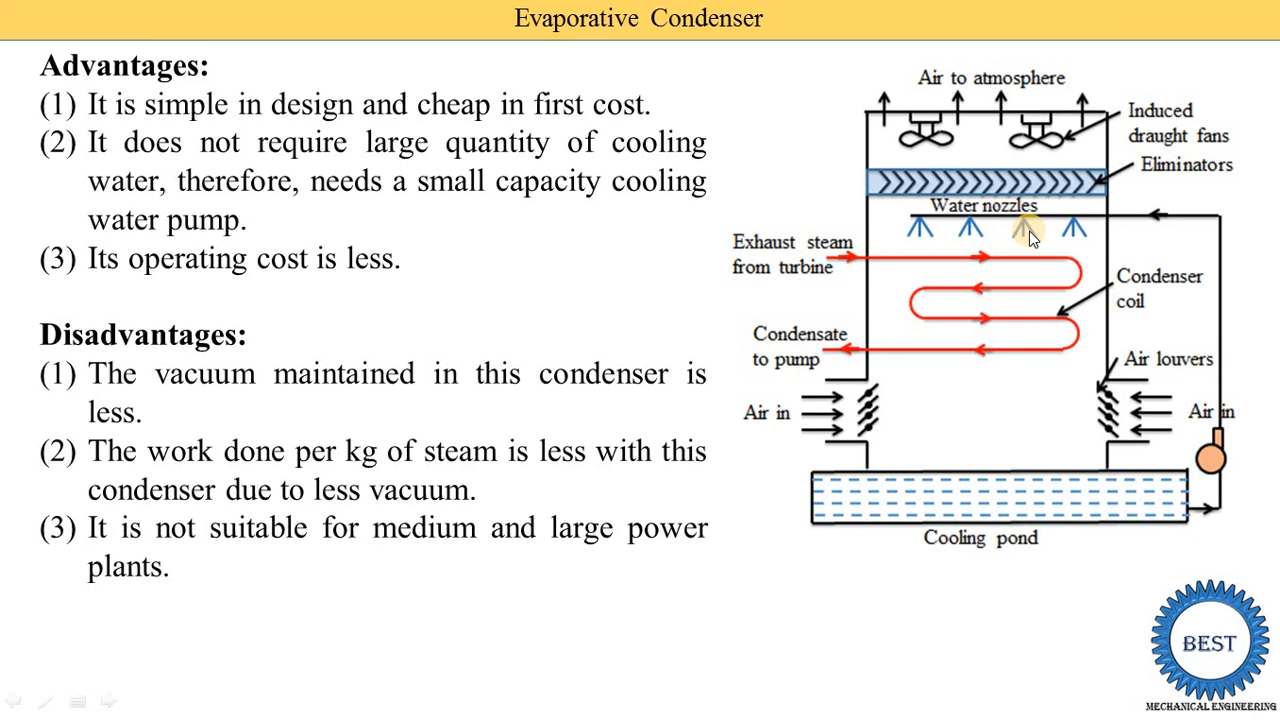 Evaporative Condenser
Advantages:
(1) It is simple in design and cheap in first cost.
(2) It does not require large quantity of cooling
water, therefore, needs a small capacity cooling
water pump.
(3) Its operating cost is less.
Disadvantages:
(1) The vacuum maintained in this condenser is
less.
(2) The work done per kg of steam is less with this
condenser due to less vacuum.
(3) It is not suitable for medium and large power
plants.
Air to atmosphere
Induced
draught fans
Eliminators
Water nozzles
Exhaust steam
from turbine
Condenser
coil
Condensate
to pump
Air louvers
Air in
Air in
Cooling pond
BEST
MECHANICAL ENGINEERING